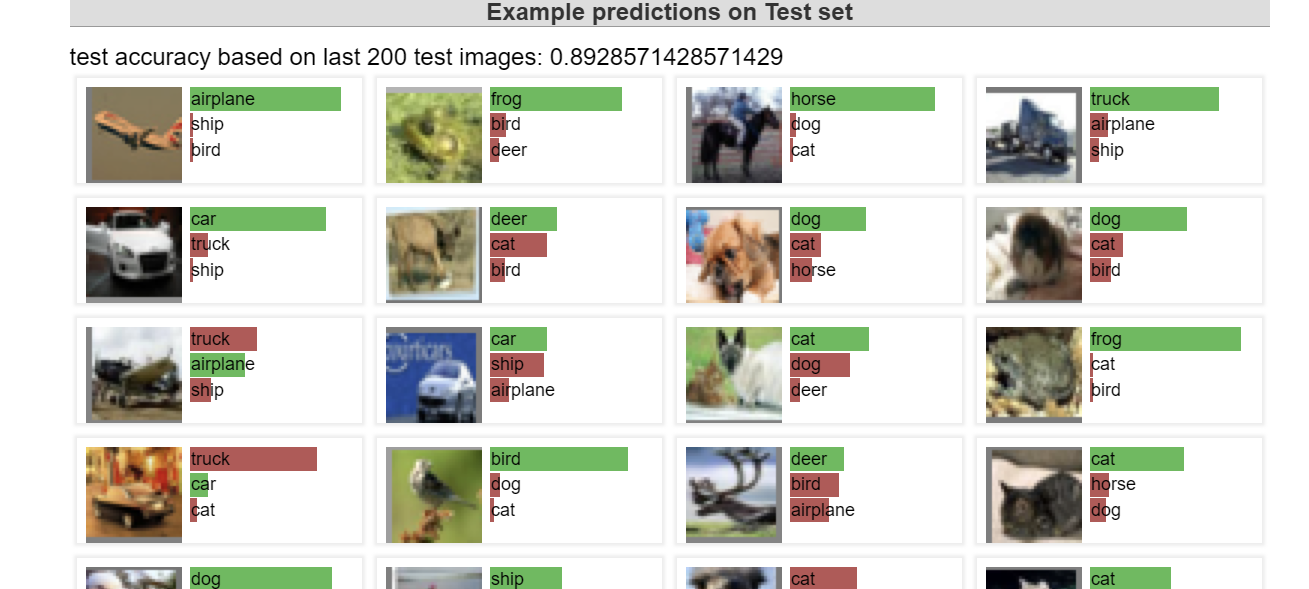 Example predictions on Test set
test accuracy based on last 200 test images: 0.8928571428571429
airplane
ship
bird
frog
bird
deer
horse
dog
cat
truck
airplane
ship
car
truck
ship
deer
cat
bird
dog
cat
horse
dog
cat
bird
truck
airplane
ship
car
ship
airplane
cat
dog
deer
frog
cat
bird
truck
car
cat
bird
dog
cat
deer
bird
airplane
cat
horse
dog
dog
ship
cat
cat